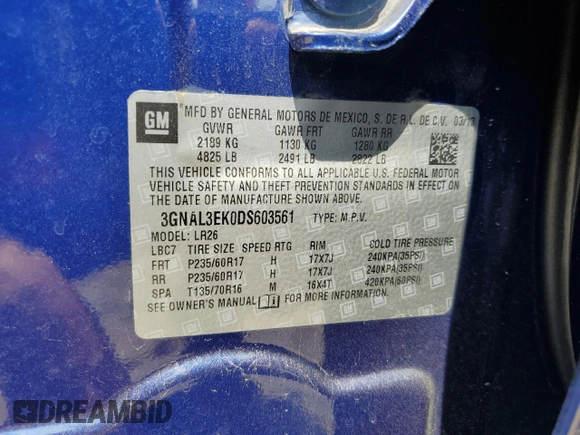 GM
MFD BY GENERAL MOTORS DE MEXICO, S. DE R.L. DE C.V. 03/13
GVWR GAWR FRT GAWR RR
2189 KG 1130 KG 1280 KG
4825 LB 2491 LB 2822 LB
THIS VEHICLE CONFORMS TO ALL APPLICABLE U.S. FEDERAL MOTOR
VEHICLE SAFETY AND THEFT PREVENTION STANDARDS IN EFFECT ON
THE DATE OF MANUFACTURE SHOWN ABOVE.
3GNAL3EK0DS603561 TYPE: M.P.V.
MODEL: LR26
LBC7 TIRE SIZE SPEED RTG RIM COLD TIRE PRESSURE
FRT P235/60R17 H 17X7J 240KPA(35PSI)
RR P235/60R17 H 17X7J 240KPA(35PSI)
SPA T135/70R16 M 16X4T 420KPA(60PSI)
SEE OWNER'S MANUAL FOR MORE INFORMATION.
DREAMBID